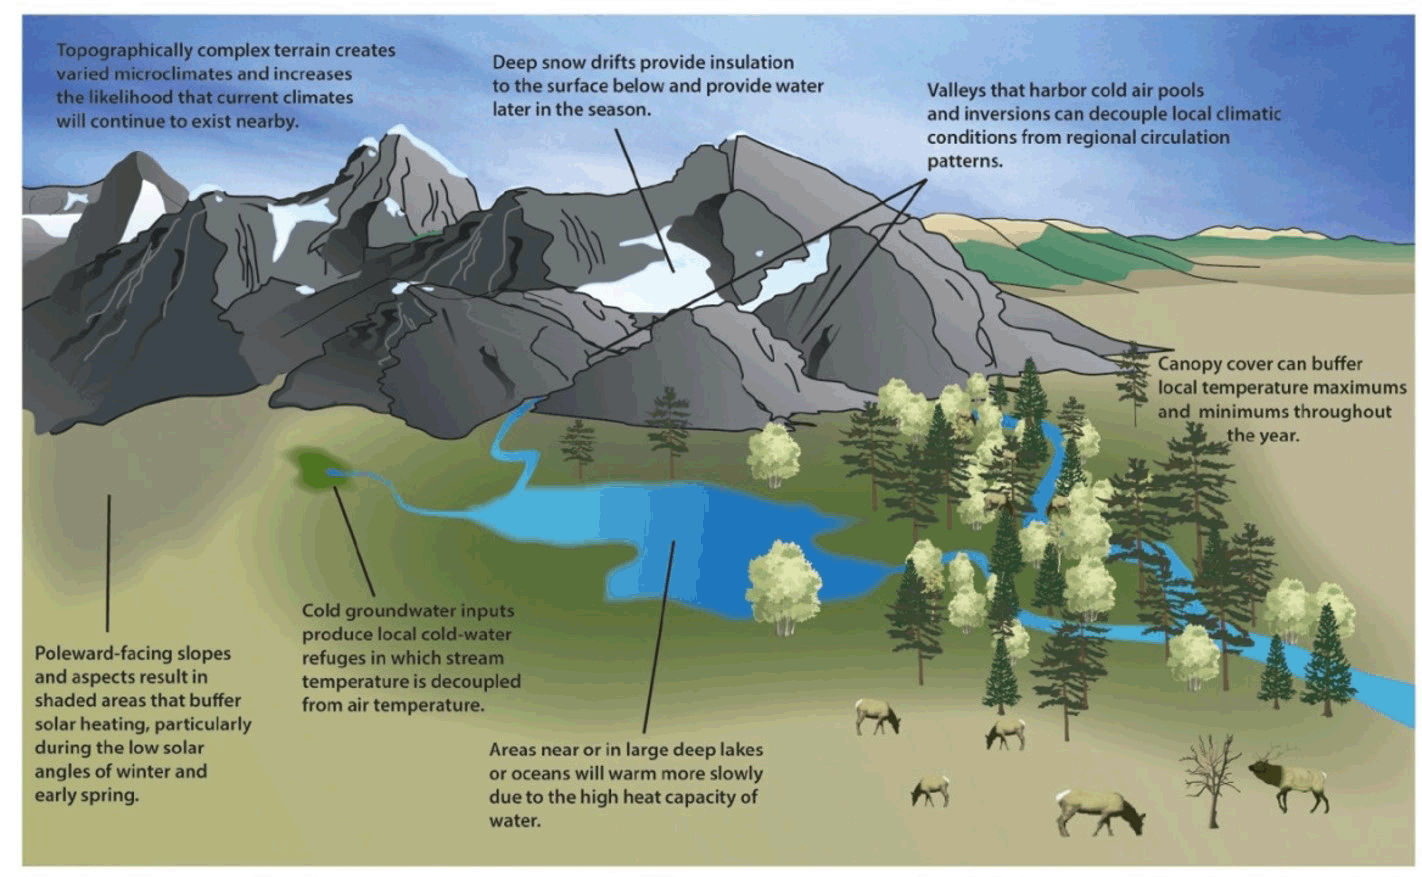 Topographically complex terrain creates
varied microclimates and increases
the likelihood that current climates
will continue to exist nearby.
Deep snow drifts provide insulation
to the surface below and provide water
later in the season.
Valleys that harbor cold air pools
and inversions can decouple local climatic
conditions from regional circulation
patterns.
Canopy cover can buffer
local temperature maximums
and minimums throughout
the year.
Poleward-facing slopes
and aspects result in
shaded areas that buffer
solar heating, particularly
during the low solar
angles of winter and
early spring.
Cold groundwater inputs
produce local cold-water
refuges in which stream
temperature is decoupled
from air temperature.
Areas near or in large deep lakes
or oceans will warm more slowly
due to the high heat capacity of
water.